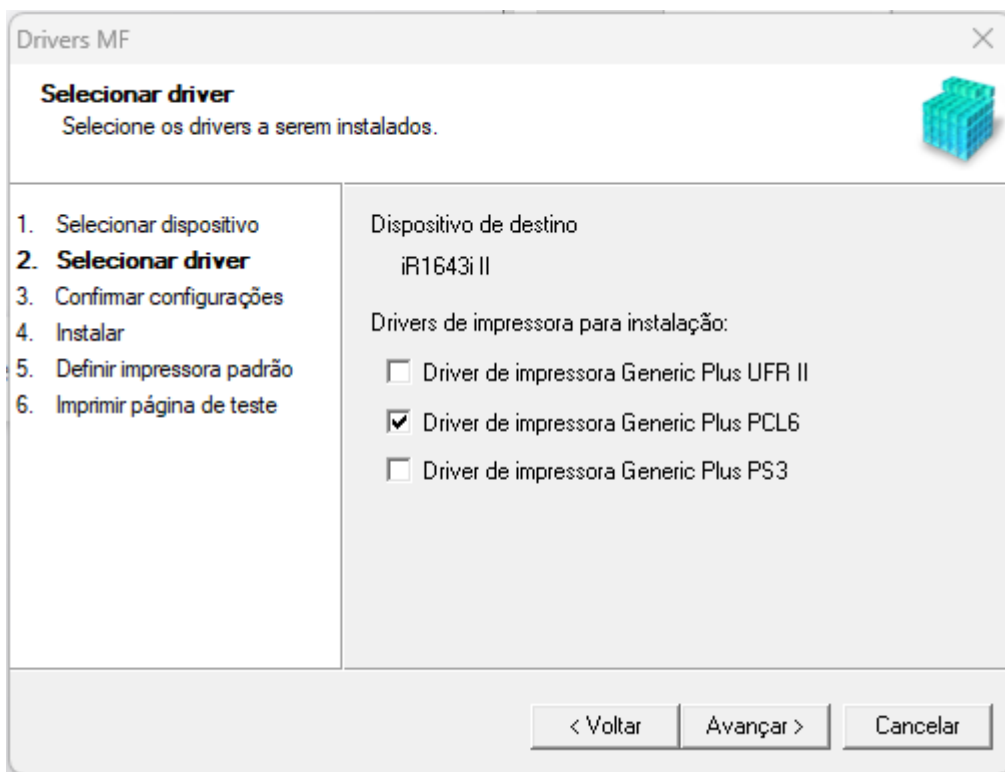 Drivers MF
Selecionar driver
Selecione os drivers a serem instalados.
1. Selecionar dispositivo
2. Selecionar driver
3. Confirmar configurações
4. Instalar
5. Definir impressora padrão
6. Imprimir página de teste
Dispositivo de destino
iR1643i II
Drivers de impressora para instalação:
Driver de impressora Generic Plus UFR II
Driver de impressora Generic Plus PCL6
Driver de impressora Generic Plus PS3
< Voltar
Avançar >
Cancelar